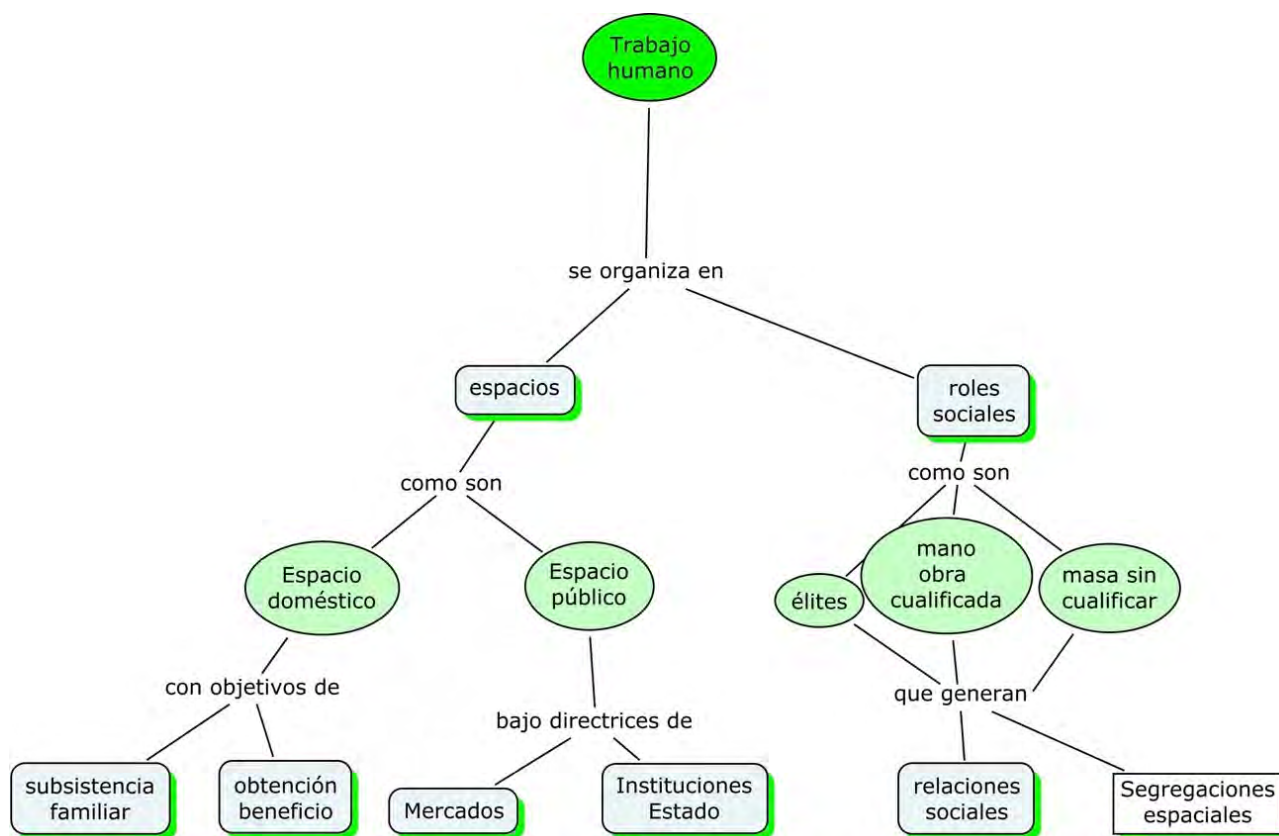 Trabajo
humano
se organiza en
espacios
roles
sociales
como son
como son
Espacio
doméstico
Espacio
público
élites
mano
obra
cualificada
masa sin
cualificar
con objetivos de
bajo directrices de
que generan
subsistencia
familiar
obtención
beneficio
Mercados
Instituciones
Estado
relaciones
sociales
Segregaciones
espaciales